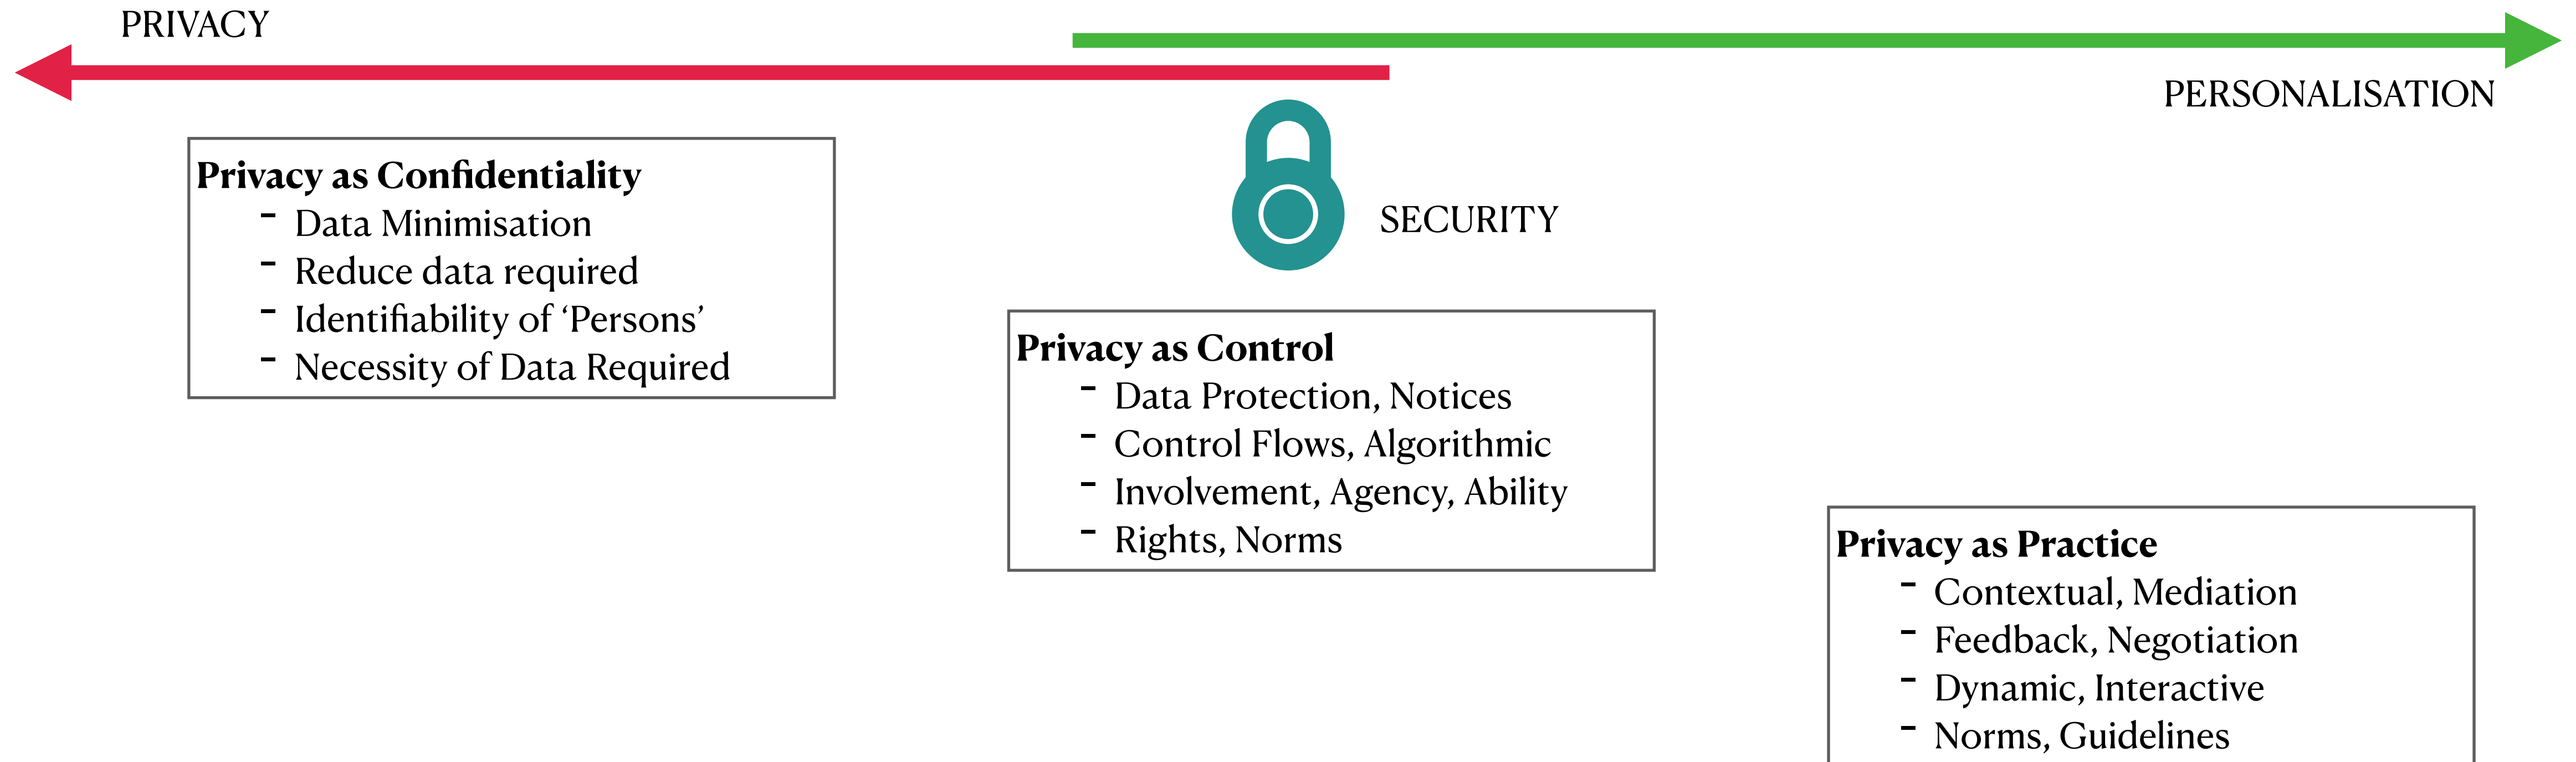 PRIVACY
PERSONALISATION
Privacy as Confidentiality
- Data Minimisation
- Reduce data required
- Identifiability of ‘Persons’
- Necessity of Data Required
SECURITY
Privacy as Control
- Data Protection, Notices
- Control Flows, Algorithmic
- Involvement, Agency, Ability
- Rights, Norms
Privacy as Practice
- Contextual, Mediation
- Feedback, Negotiation
- Dynamic, Interactive
- Norms, Guidelines